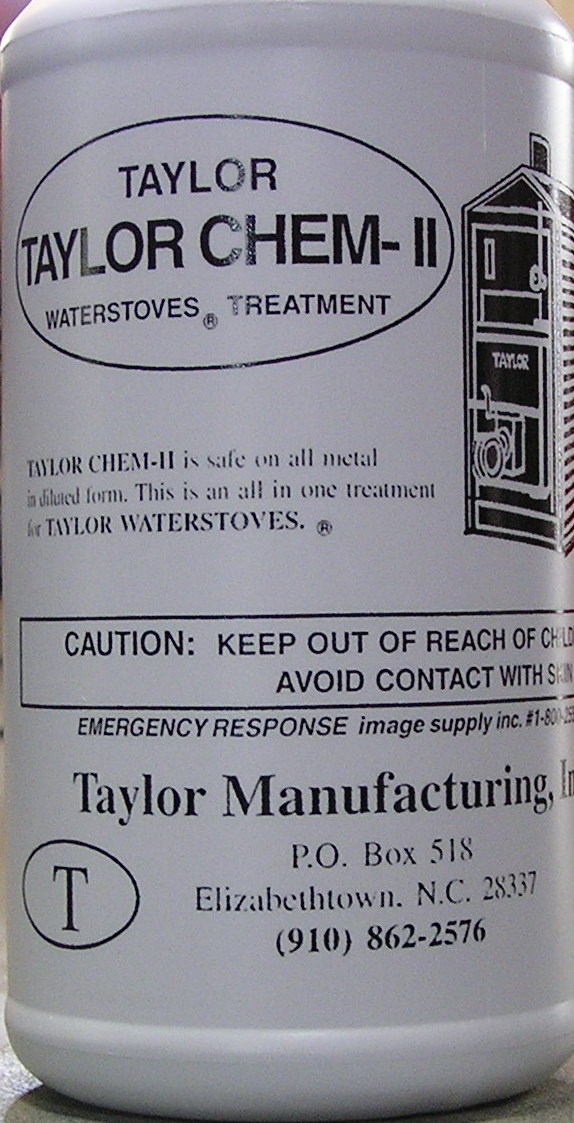 TAYLOR
TAYLOR CHEM-II
WATERSTOVES ® TREATMENT
TAYLOR
TAYLOR CHEM-II is safe on all metal
in diluted form. This is an all in one treatment
for TAYLOR WATERSTOVES. ®
CAUTION: KEEP OUT OF REACH OF
AVOID CONTACT WITH SKIN
EMERGENCY RESPONSE image supply inc.
Taylor Manufacturing,
P.O. Box 518
T
Elizabethtown, N.C. 28337
(910) 862-2576